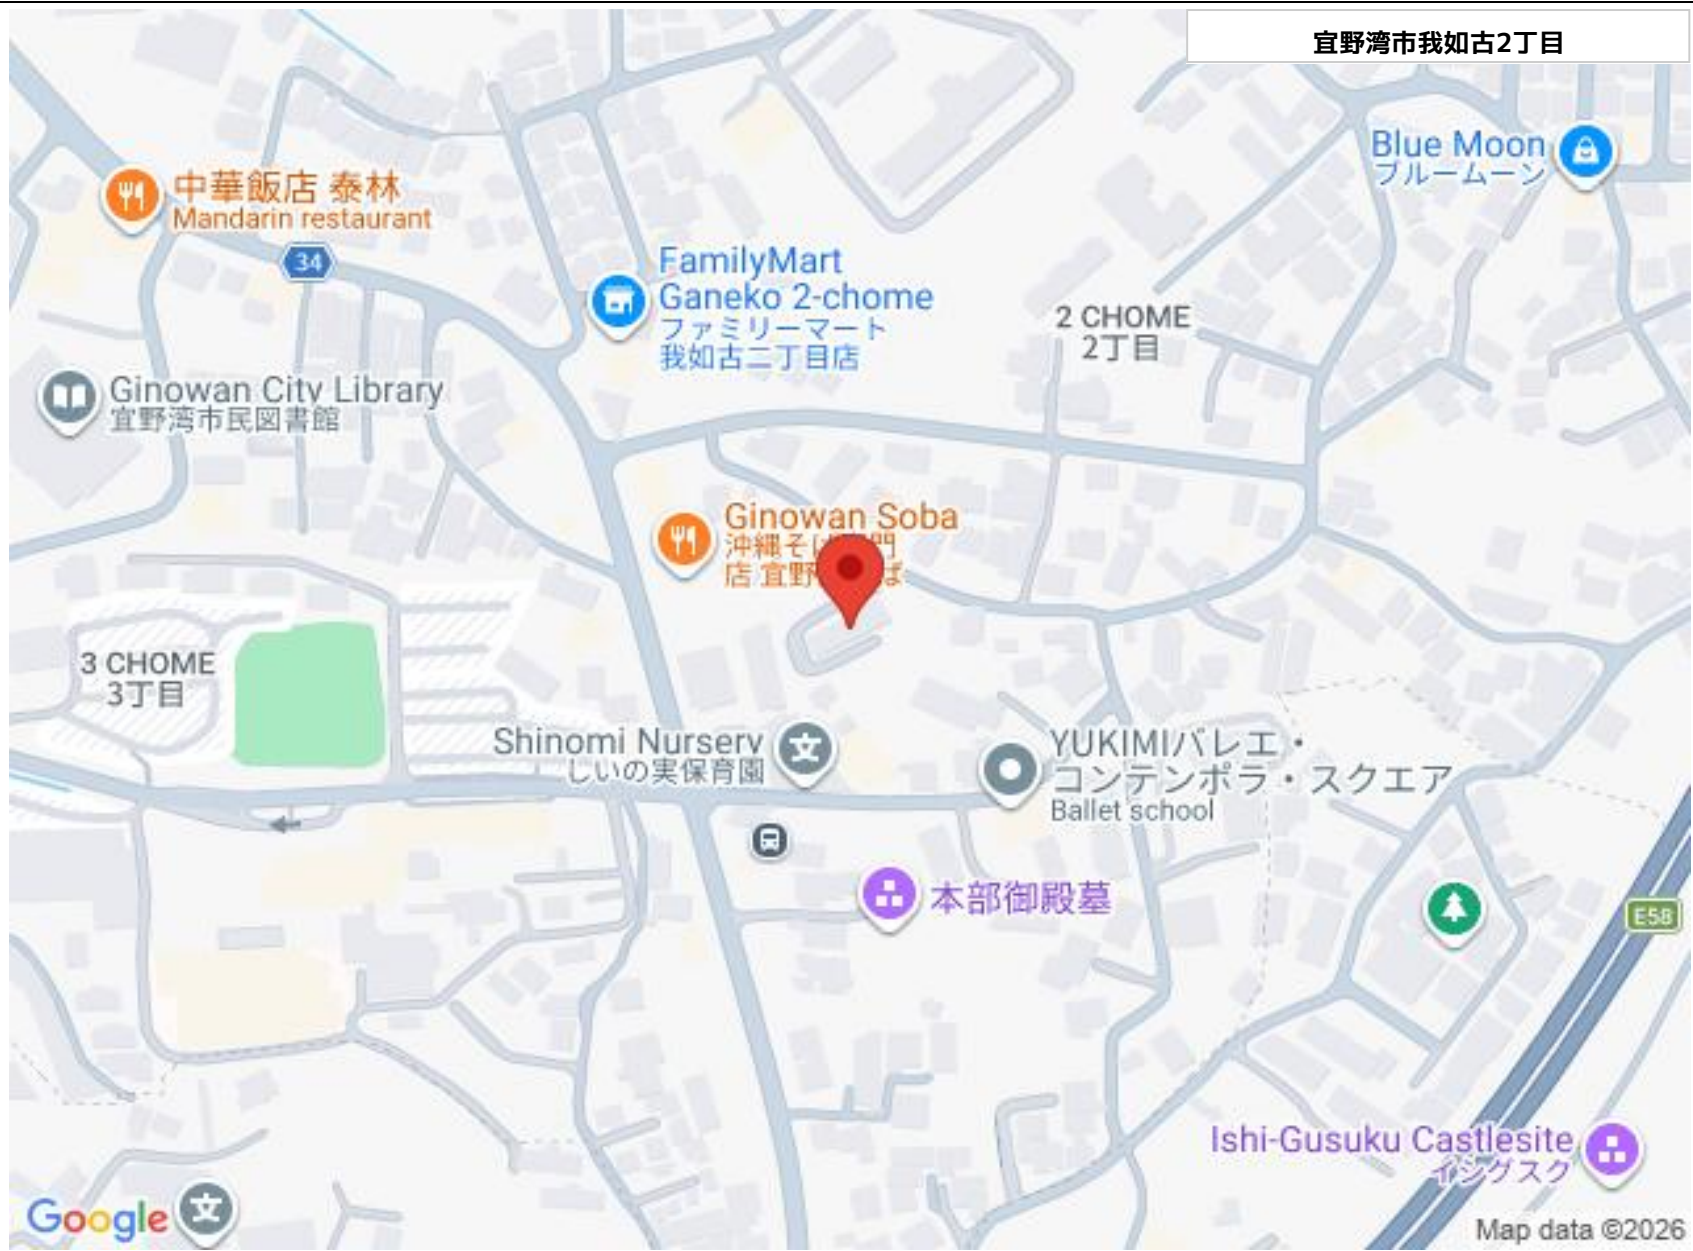 宜野湾市我如古2丁目
Blue Moon
ブルームーン
中華飯店 泰林
Mandarin restaurant
34
FamilyMart
Ganeko 2-chome
ファミリーマート
我如古二丁目店
2 CHOME
2丁目
Ginowan City Library
宜野湾市民図書館
Ginowan Soba
沖縄そ
門
店 宜野
ば
3 CHOME
3丁目
Shinomi Nursery
しいの実保育園
YUKIMIバレエ・
コンテンポラ・スクエア
Ballet school
本部御殿墓
E58
Ishi-Gusuku Castlesite
イシグスク
Google
Map data ©2026